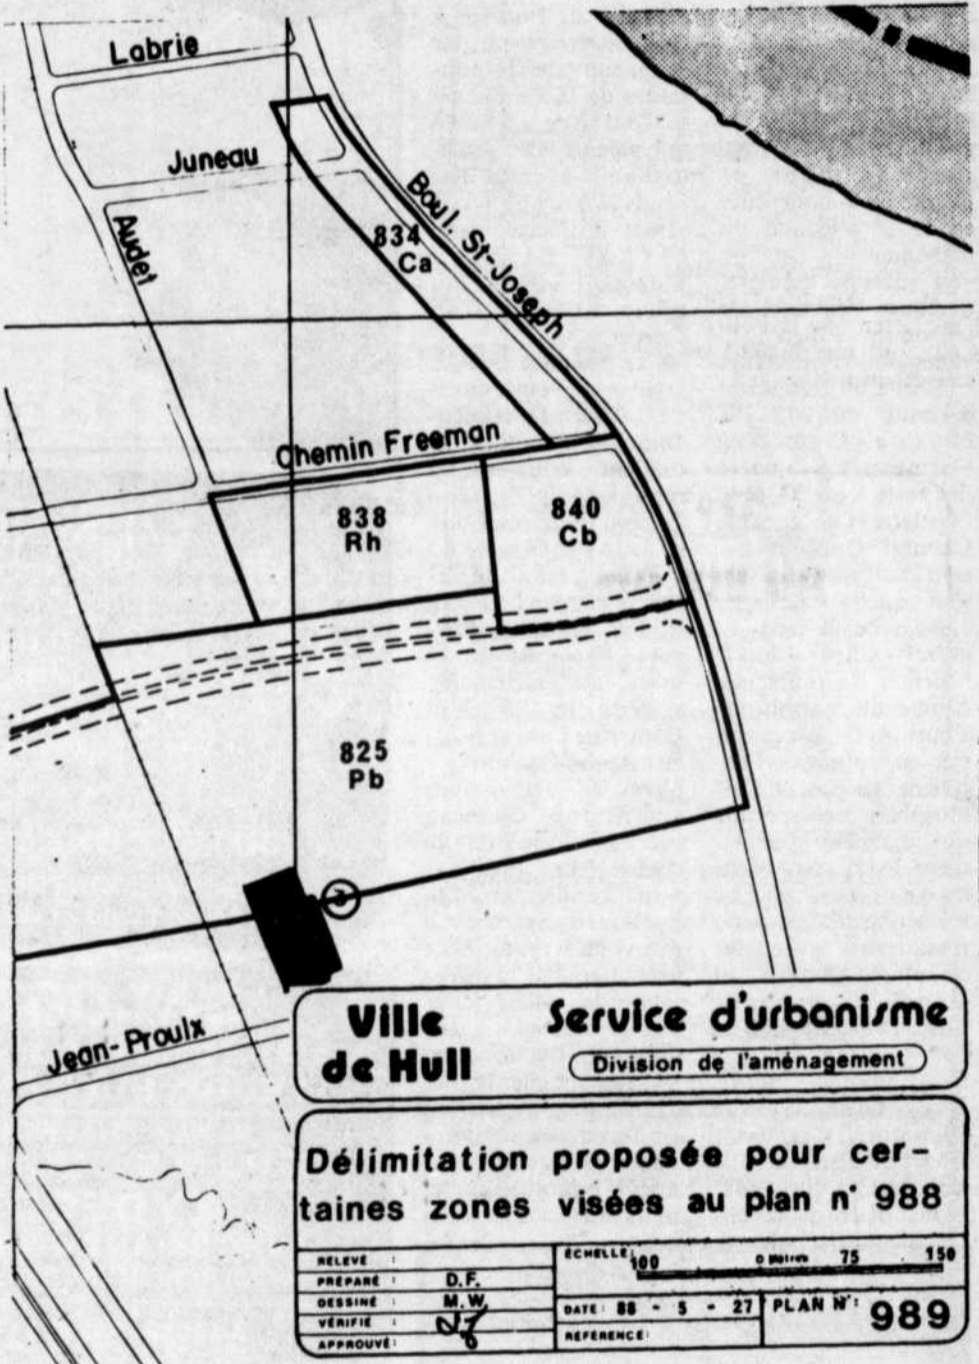 Labrie
Juneau
Audet
Boul. St-Joseph
834
Ca
Chemin Freeman
838
Rh
840
Cb
825
Pb
3
Jean-Proulx
Ville
de Hull
Service d'urbanisme
Division de l'aménagement
Délimitation proposée pour cer-
taines zones visées au plan n° 988
RELEVÉ :
PRÉPARÉ : D.F.
DESSINÉ : M.W.
VÉRIFIÉ :
APPROUVÉ:
ÉCHELLE: 100 0 mètres 75 150
DATE: 88 - 5 - 27
RÉFÉRENCE:
PLAN N°: 989